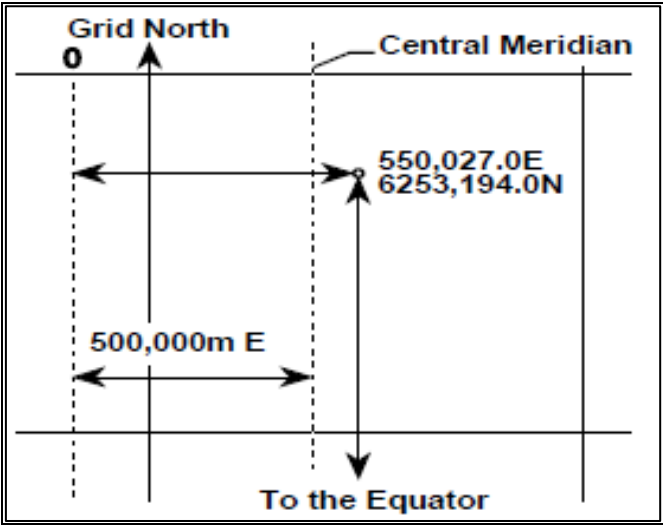 Grid North
0
Central Meridian
550,027.0E
6253,194.0N
500,000m E
To the Equator